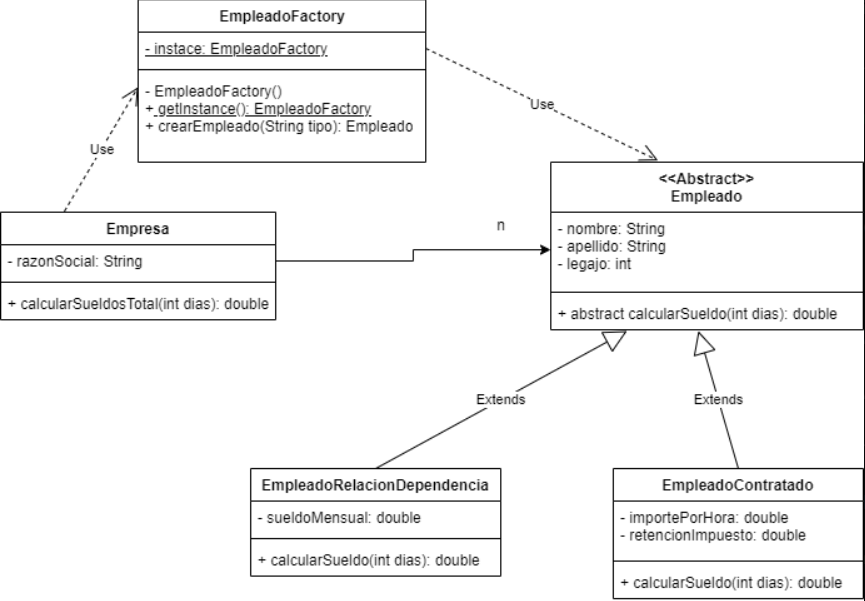 EmpleadoFactory
- instace: EmpleadoFactory
- EmpleadoFactory()
+ getInstance(): EmpleadoFactory
+ crearEmpleado(String tipo): Empleado
Use
Use
<<Abstract>>
Empleado
- nombre: String
- apellido: String
- legajo: int
+ abstract calcularSueldo(int dias): double
Empresa
- razonSocial: String
+ calcularSueldosTotal(int dias): double
n
Extends
Extends
EmpleadoRelacionDependencia
- sueldoMensual: double
+ calcularSueldo(int dias): double
EmpleadoContratado
- importePorHora: double
- retencionImpuesto: double
+ calcularSueldo(int dias): double